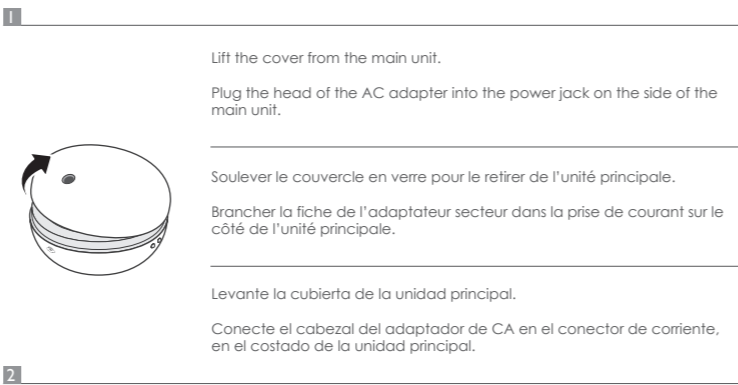 1
Lift the cover from the main unit.
Plug the head of the AC adapter into the power jack on the side of the
main unit.
Soulever le couvercle en verre pour le retirer de l'unité principale.
Brancher la fiche de l'adaptateur secteur dans la prise de courant sur le
côté de l'unité principale.
Levante la cubierta de la unidad principal.
Conecte el cabezal del adaptador de CA en el conector de corriente,
en el costado de la unidad principal.
2